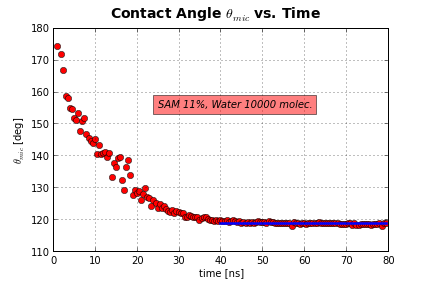 Contact Angle θmic vs. Time
180
170
160
150
140
130
120
110
θmic [deg]
SAM 11%, Water 10000 molec.
0 10 20 30 40 50 60 70 80
time [ns]